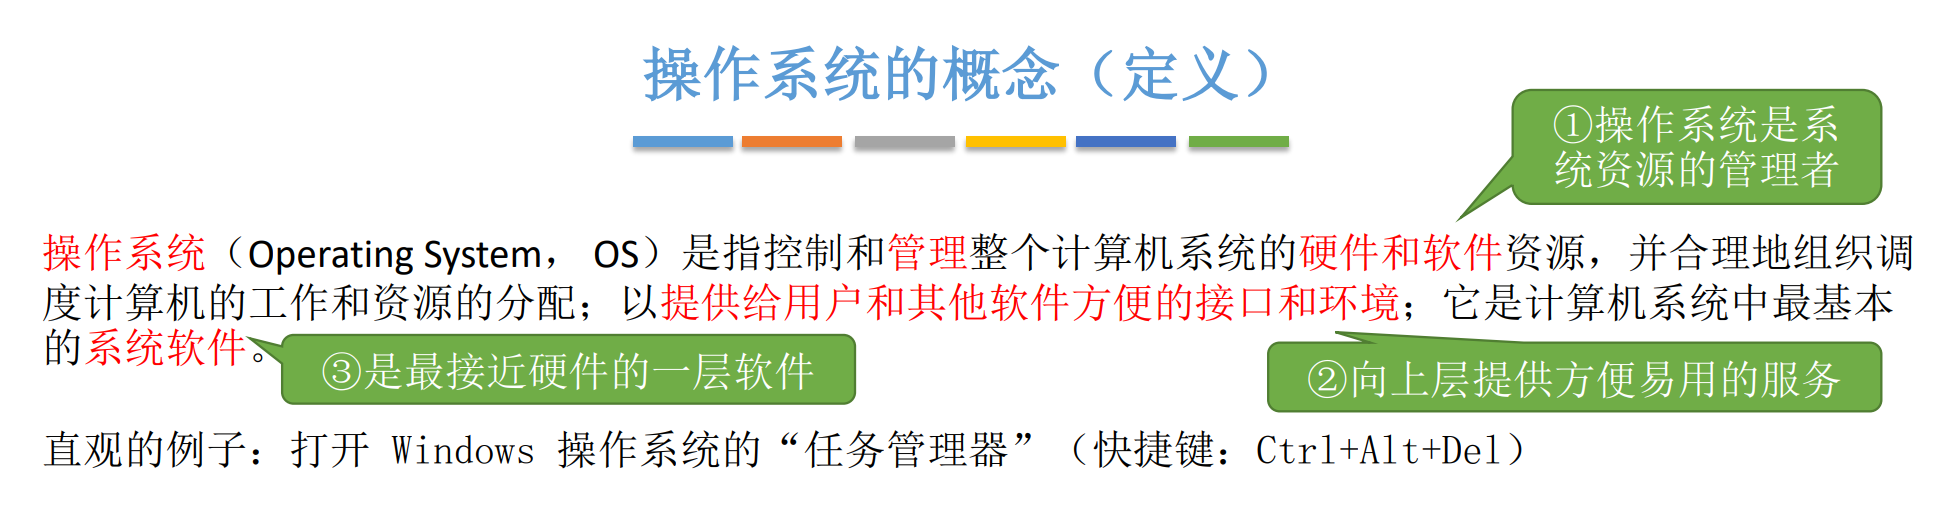 操作系统的概念（定义）
①操作系统是系
统资源的管理者
操作系统（Operating System， OS）是指控制和管理整个计算机系统的硬件和软件资源，并合理地组织调
度计算机的工作和资源的分配；以提供给用户和其他软件方便的接口和环境；它是计算机系统中最基本
的系统软件。
③是最接近硬件的一层软件
②向上层提供方便易用的服务
直观的例子：打开 Windows 操作系统的“任务管理器”（快捷键：Ctrl+Alt+Del）